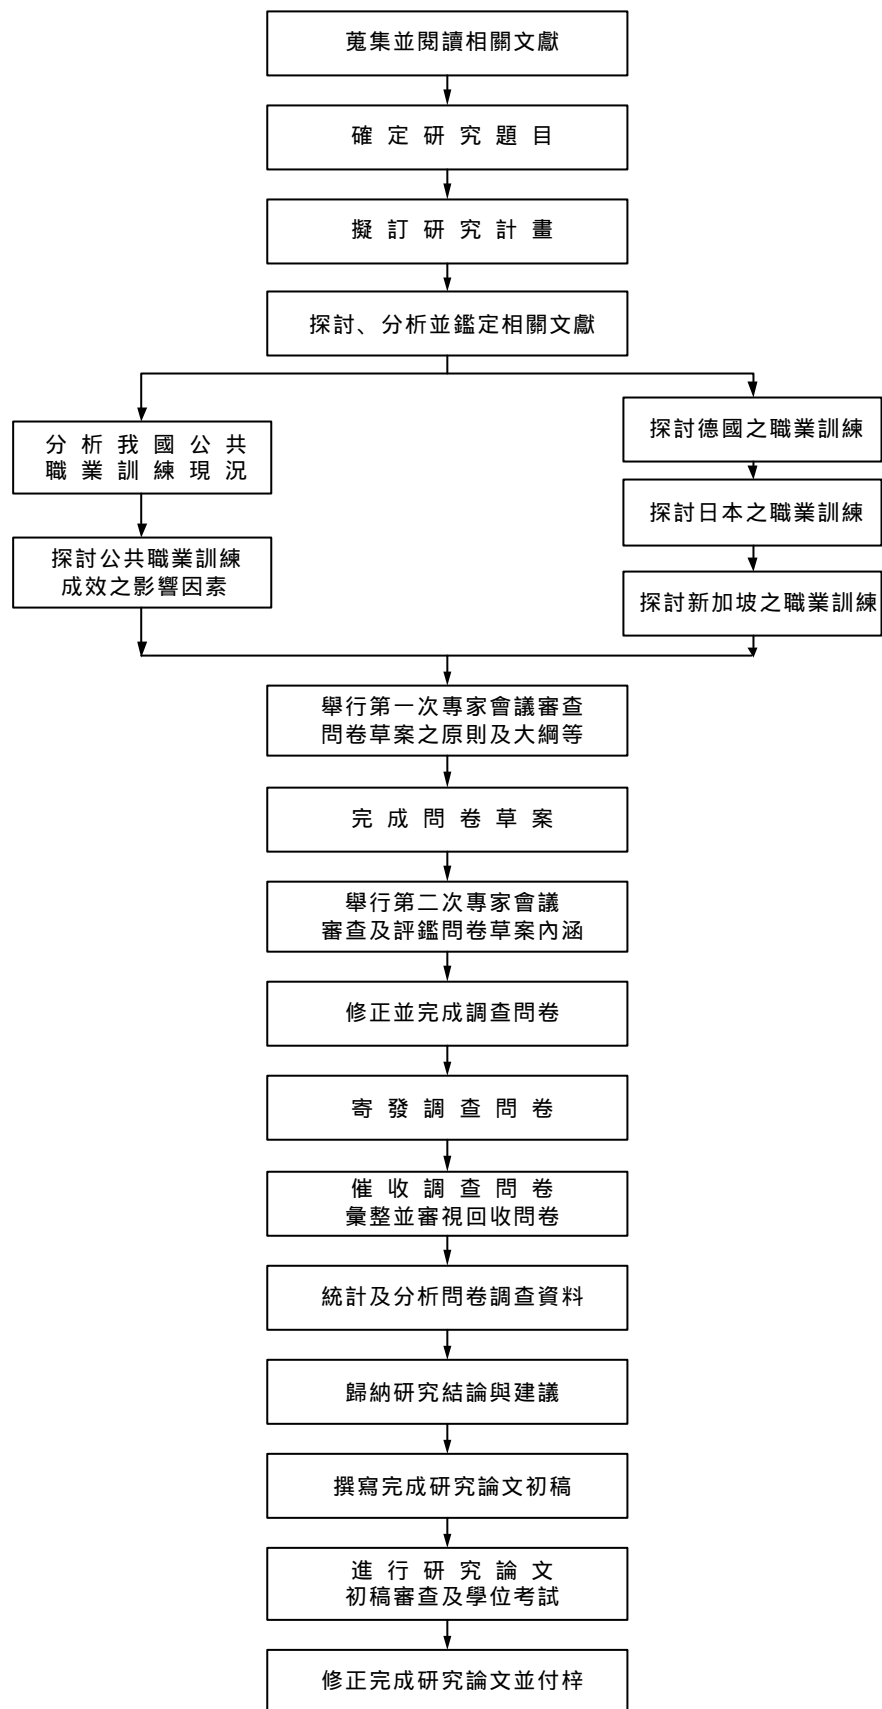 蒐集並閱讀相關文獻
確定研究題目
擬訂研究計畫
探討、分析並鑑定相關文獻
分析我國公共
職業訓練現況
探討公共職業訓練
成效之影響因素
探討德國之職業訓練
探討日本之職業訓練
探討新加坡之職業訓練
舉行第一次專家會議審查
問卷草案之原則及大綱等
完成問卷草案
舉行第二次專家會議
審查及評鑑問卷草案內涵
修正並完成調查問卷
寄發調查問卷
催收調查問卷
彙整並審視回收問卷
統計及分析問卷調查資料
歸納研究結論與建議
撰寫完成研究論文初稿
進行研究論文
初稿審查及學位考試
修正完成研究論文並付梓